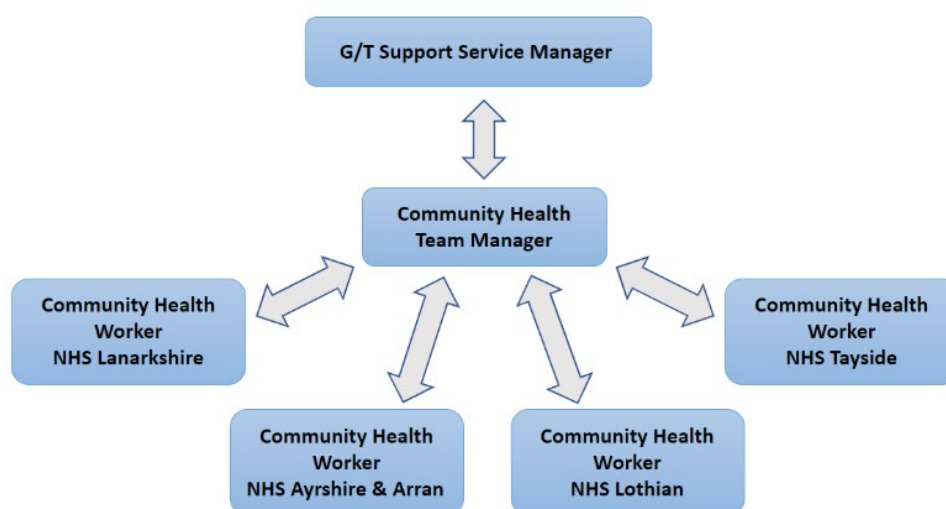 G/T Support Service Manager
Community Health
Team Manager
Community Health
Worker
NHS Lanarkshire
Community Health
Worker
NHS Tayside
Community Health
Worker
NHS Ayrshire & Arran
Community Health
Worker
NHS Lothian